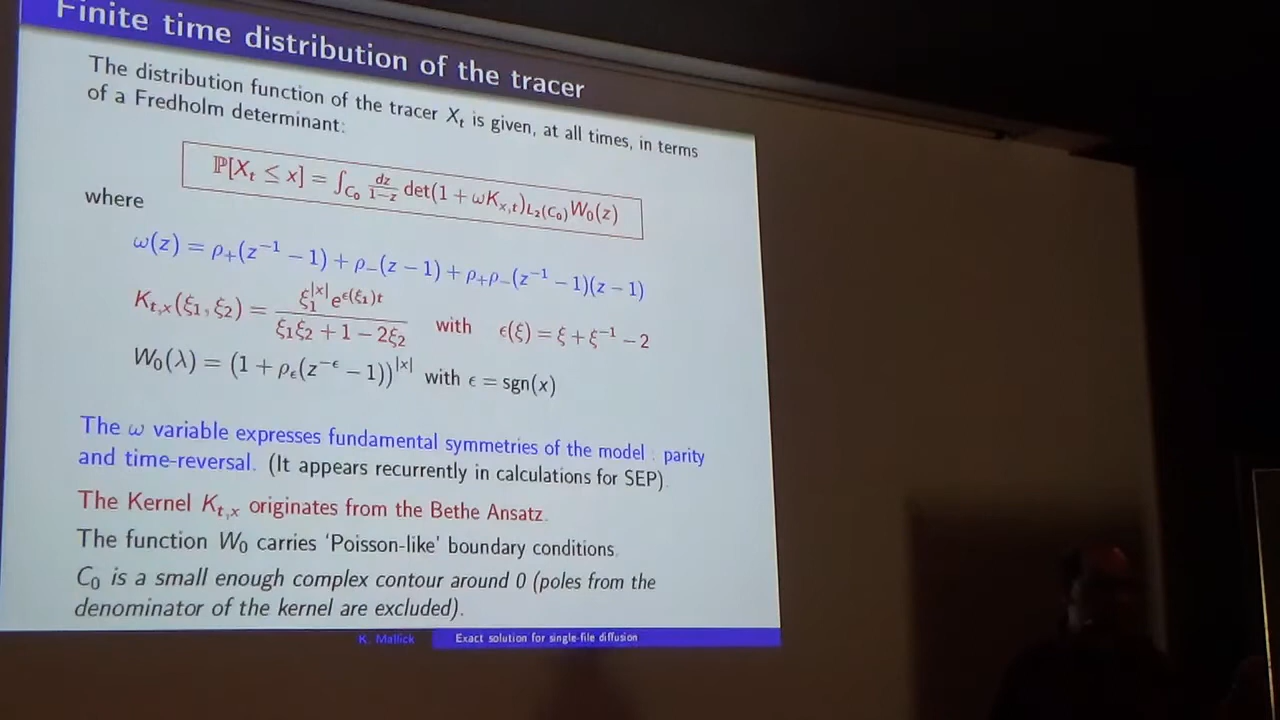 Finite time distribution of the tracer
The distribution function of the tracer X_t is given, at all times, in terms
of a Fredholm determinant:
ℙ[X_t ≤ x] = ∫_{C_0} dz/(1−z) det(1 + ωK_{x,t})_{L_2(C_0)} W_0(z)
where
ω(z) = ρ_+(z^{−1} − 1) + ρ_−(z − 1) + ρ_+ρ_−(z^{−1} − 1)(z − 1)
K_{t,x}(ξ_1, ξ_2) = ξ_1^{|x|} e^{ϵ(ξ_1)t} / (ξ_1ξ_2 + 1 − 2ξ_2) with ϵ(ξ) = ξ + ξ^{−1} − 2
W_0(λ) = (1 + ρ_ϵ(z^{−ϵ} − 1))^{|x|} with ϵ = sgn(x)
The ω variable expresses fundamental symmetries of the model : parity
and time-reversal. (It appears recurrently in calculations for SEP).
The Kernel K_{t,x} originates from the Bethe Ansatz.
The function W_0 carries 'Poisson-like' boundary conditions.
C_0 is a small enough complex contour around 0 (poles from the
denominator of the kernel are excluded).
K. Mallick Exact solution for single-file diffusion